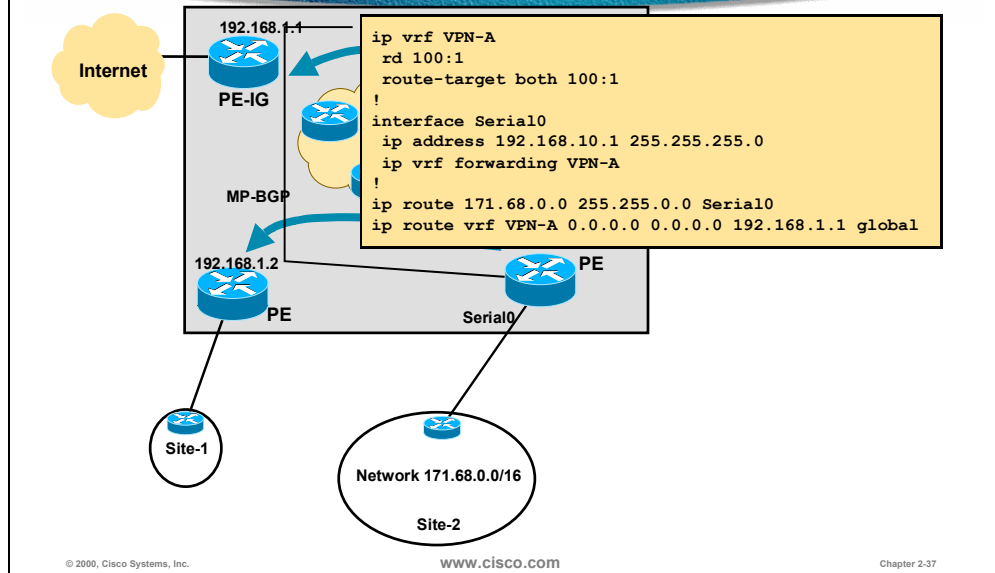 192.168.1.1
Internet
PE-IG
ip vrf VPN-A
rd 100:1
route-target both 100:1
!
interface Serial0
ip address 192.168.10.1 255.255.255.0
ip vrf forwarding VPN-A
!
ip route 171.68.0.0 255.255.0.0 Serial0
ip route vrf VPN-A 0.0.0.0 0.0.0.0 192.168.1.1 global
MP-BGP
192.168.1.2
PE
PE
Serial0
Site-1
Network 171.68.0.0/16
Site-2
© 2000, Cisco Systems, Inc.
www.cisco.com
Chapter 2-37